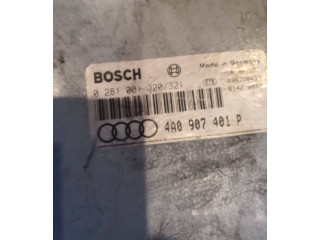 BOSCH
Made in Germany
0 281 001 320/321
4A0 907 401 P